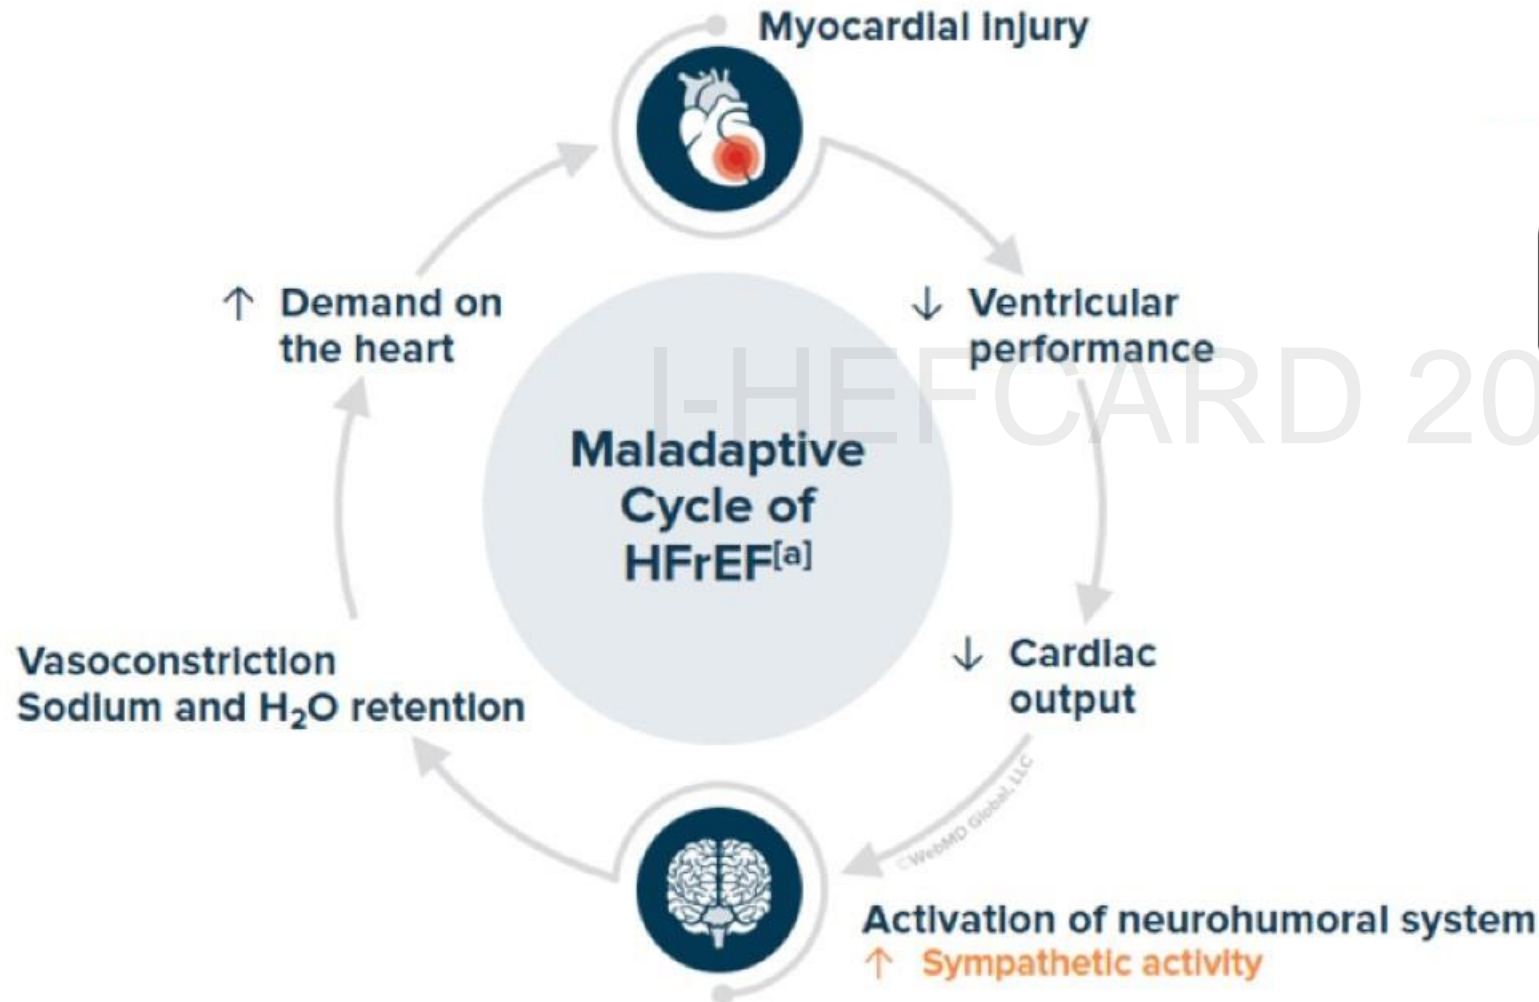 Myocardial Injury
↓ Ventricular
performance
↓ Cardiac
output
Activation of neurohumoral system
↑ Sympathetic activity
Vasoconstriction
Sodium and H₂O retention
↑ Demand on
the heart
Maladaptive
Cycle of
HFrEF[a]
I-HEFCARD 20
©WebMD Global, LLC